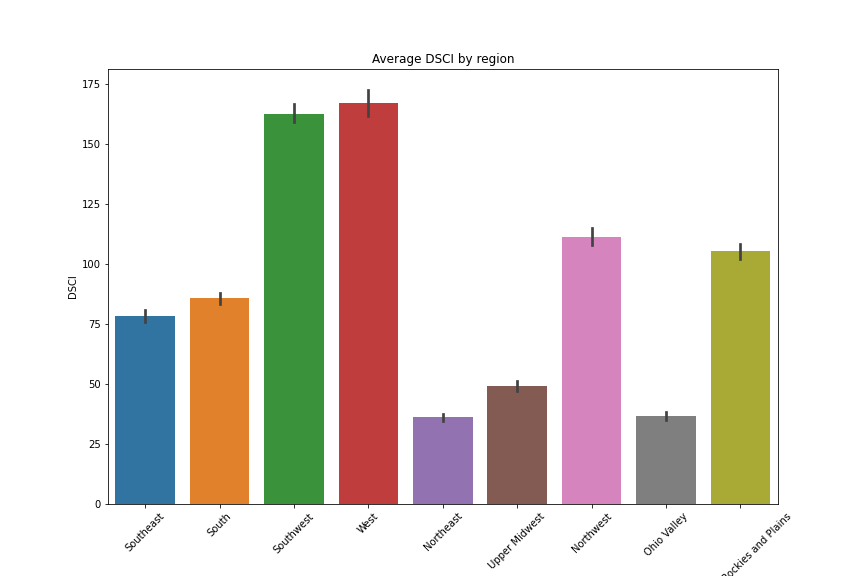 Average DSCI by region
DSCI
175
150
125
100
75
50
25
0
Southeast
South
Southwest
West
Northeast
Upper Midwest
Northwest
Ohio Valley
Rockies and Plains